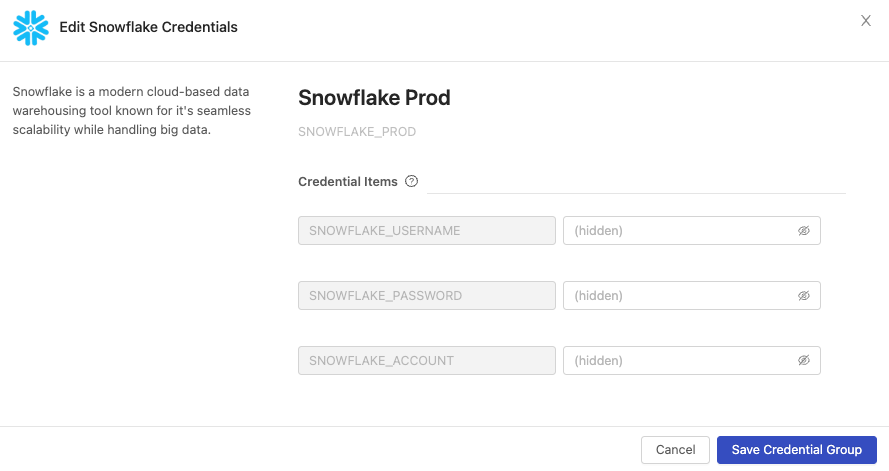 Edit Snowflake Credentials
Snowflake is a modern cloud-based data
warehousing tool known for it's seamless
scalability while handling big data.
Snowflake Prod
SNOWFLAKE_PROD
Credential Items
SNOWFLAKE_USERNAME (hidden)
SNOWFLAKE_PASSWORD (hidden)
SNOWFLAKE_ACCOUNT (hidden)
Cancel Save Credential Group